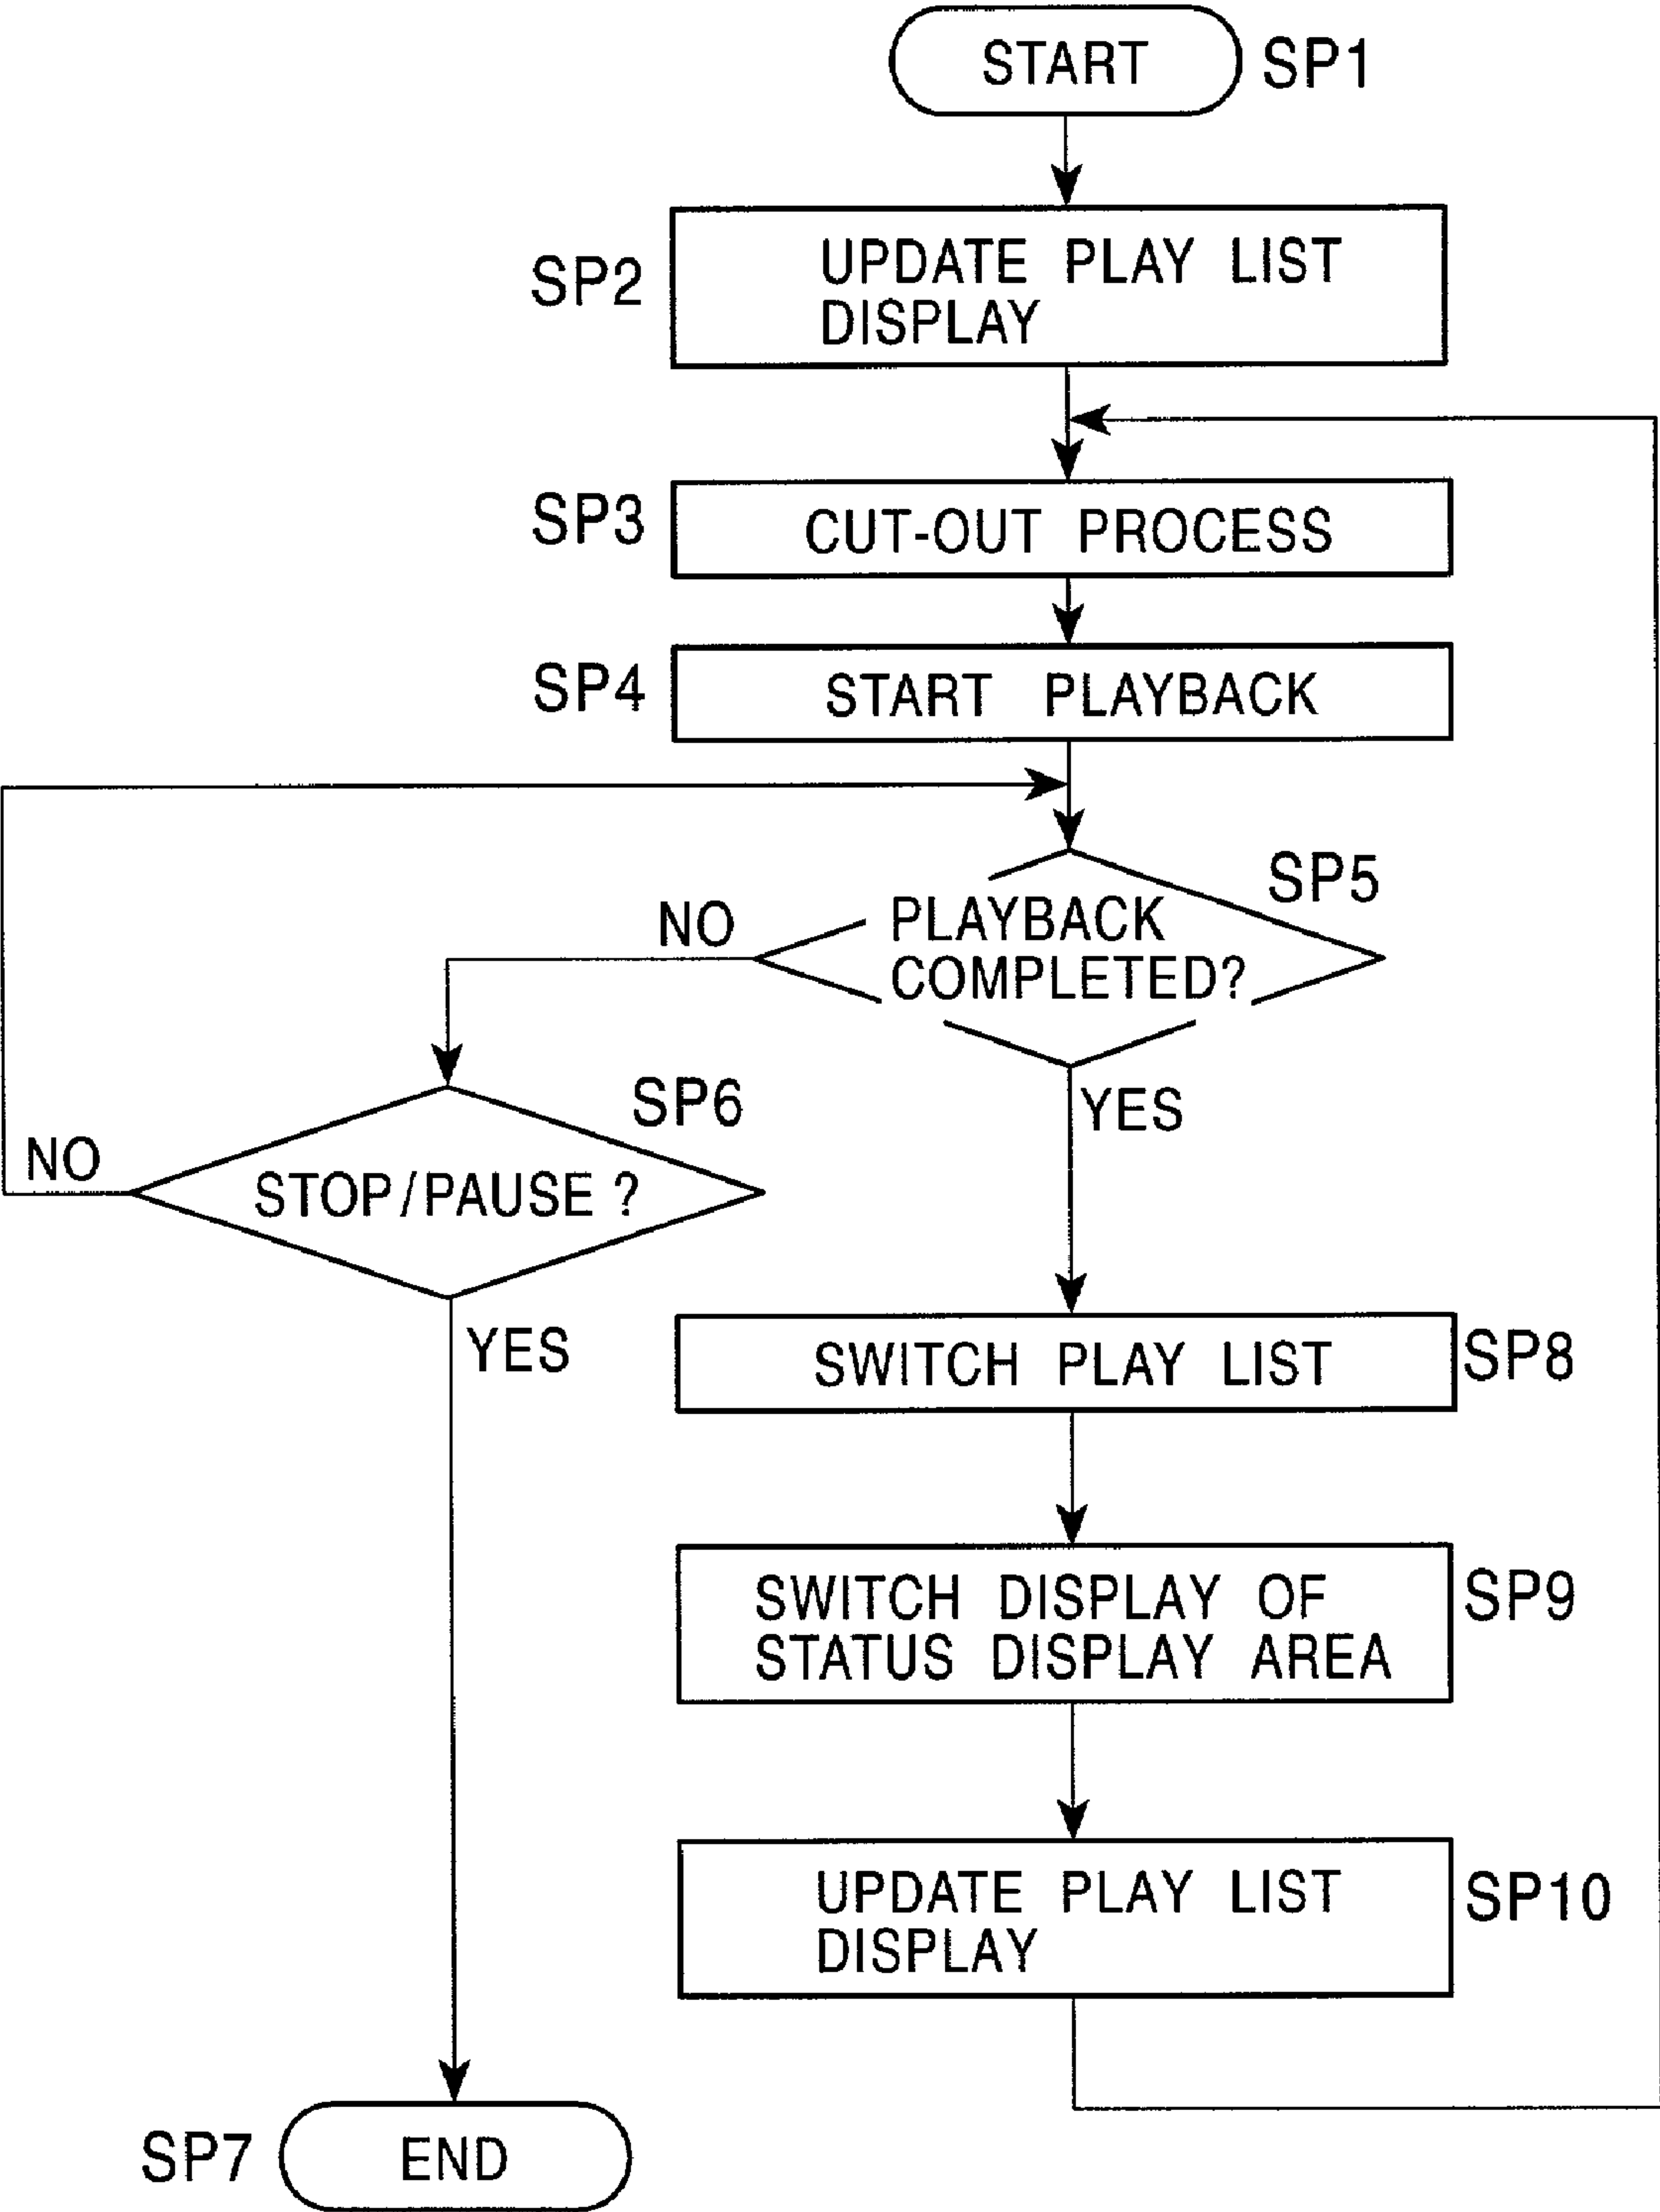 START SP1
SP2
UPDATE PLAY LIST
DISPLAY
SP3
CUT-OUT PROCESS
SP4
START PLAYBACK
SP5
NO
PLAYBACK
COMPLETED?
SP6
YES
NO
STOP/PAUSE ?
YES
SWITCH PLAY LIST
SP8
SWITCH DISPLAY OF
STATUS DISPLAY AREA
SP9
UPDATE PLAY LIST
DISPLAY
SP10
SP7
END